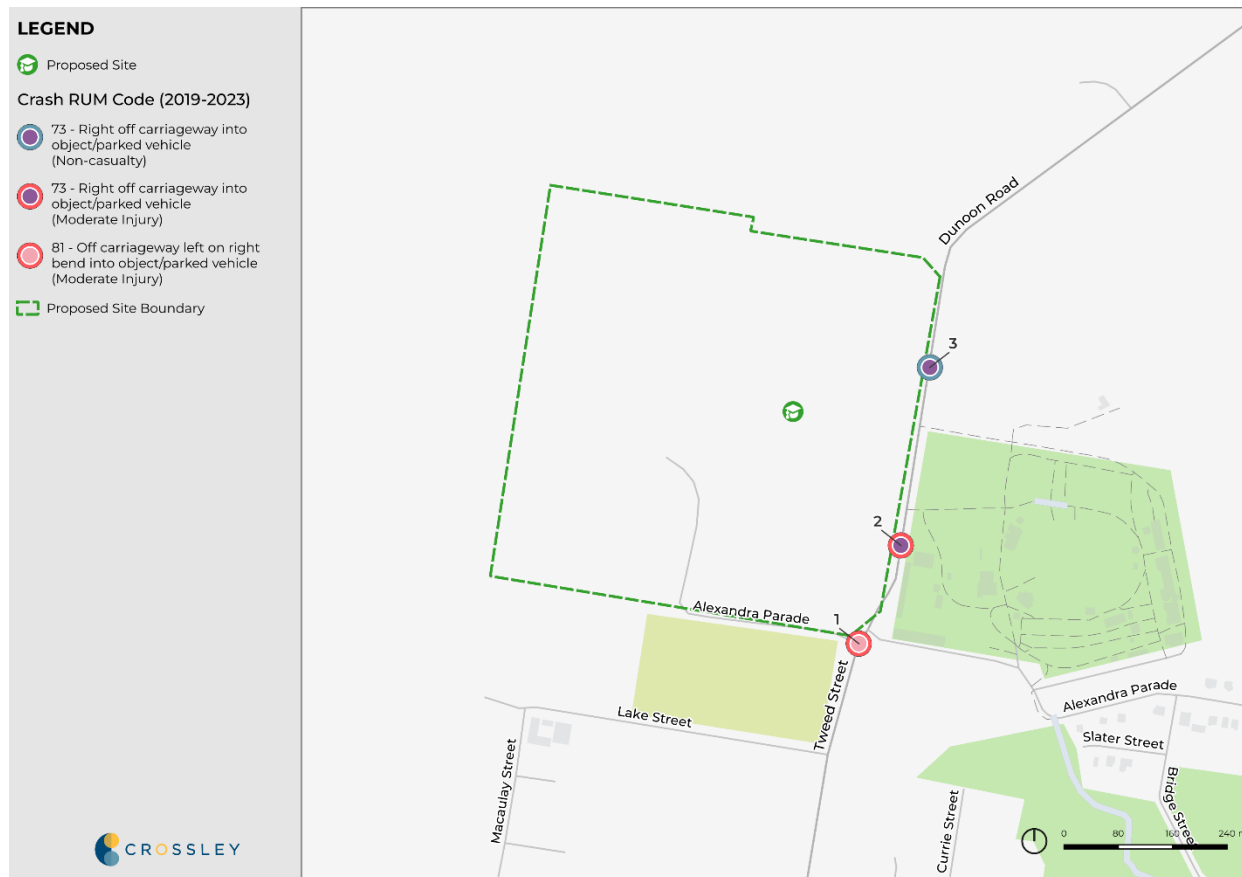 LEGEND
Proposed Site
Crash RUM Code (2019-2023)
73 - Right off carriageway into
object/parked vehicle
(Non-casualty)
73 - Right off carriageway into
object/parked vehicle
(Moderate Injury)
81 - Off carriageway left on right
bend into object/parked vehicle
(Moderate Injury)
Proposed Site Boundary
CROSSLEY
Dunoon Road
3
2
1
Alexandra Parade
Tweed Street
Lake Street
Macaulay Street
Alexandra Parade
Slater Street
Bridge Street
Currie Street
0 80 160 240 m